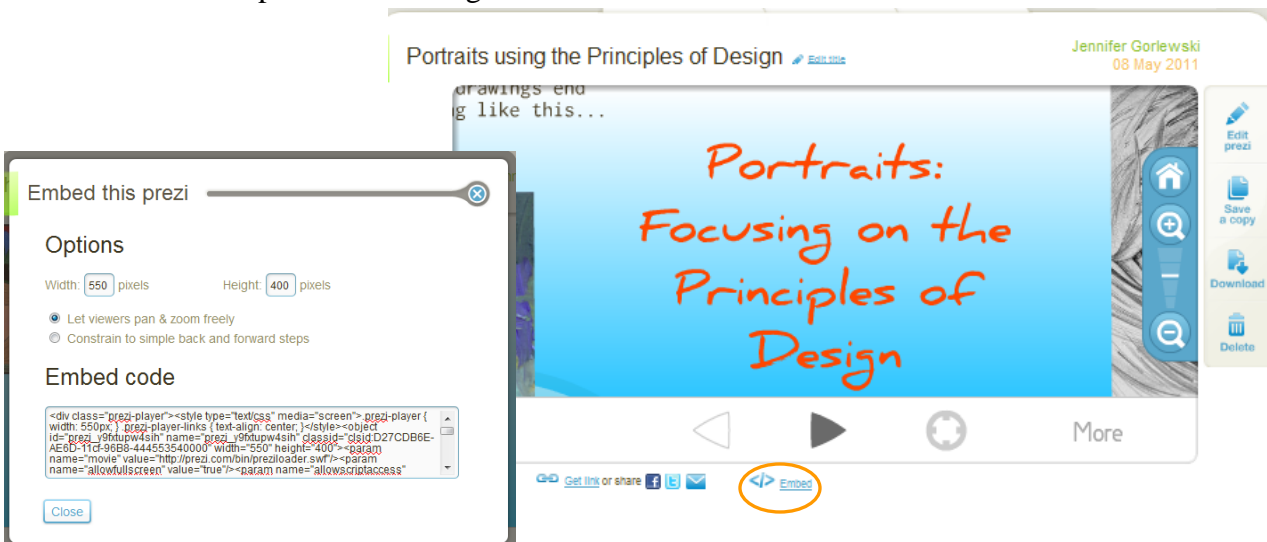 Portraits using the Principles of Design Edit title
Jennifer Gorlewski
08 May 2011
drawings end
like this...
Portraits:
Focusing on the
Principles of
Design
Edit
prezi
Save
a copy
Download
Delete
More
Get link or share
</> Embed
Embed this prezi
Options
Width: 550 pixels Height: 400 pixels
Let viewers pan & zoom freely
Constrain to simple back and forward steps
Embed code
<div class="prezi-player"><style type="text/css" media="screen">.prezi-player {
width: 550px; } .prezi-player-links { text-align: center; }</style><object
id="prezi_y9fxtupw4sih" name="prezi_y9fxtupw4sih" classid="clsid:D27CDB6E-
AE6D-11cf-96B8-444553540000" width="550" height="400"><param
name="movie" value="http://prezi.com/bin/preziloader.swf"/><param
name="allowfullscreen" value="true"/><param name="allowscriptaccess"
Close